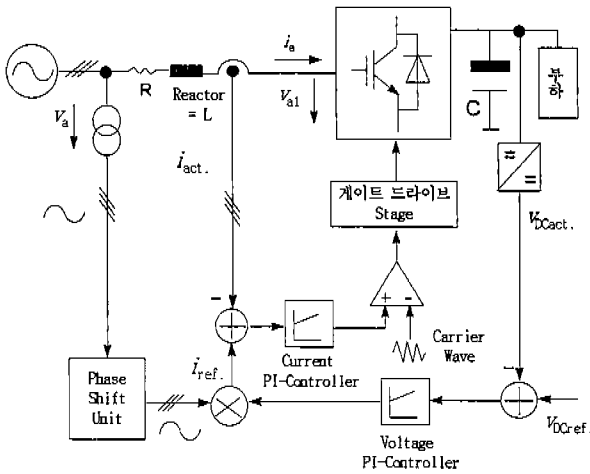 i_a
V_a
R
Reactor
= L
V_a1
C
부하
i_act.
게이트 드라이브
Stage
V_DCact.
+
-
-
Carrier
Wave
i_ref.
Current
PI-Controller
Phase
Shift
Unit
V_DCref.
Voltage
PI-Controller